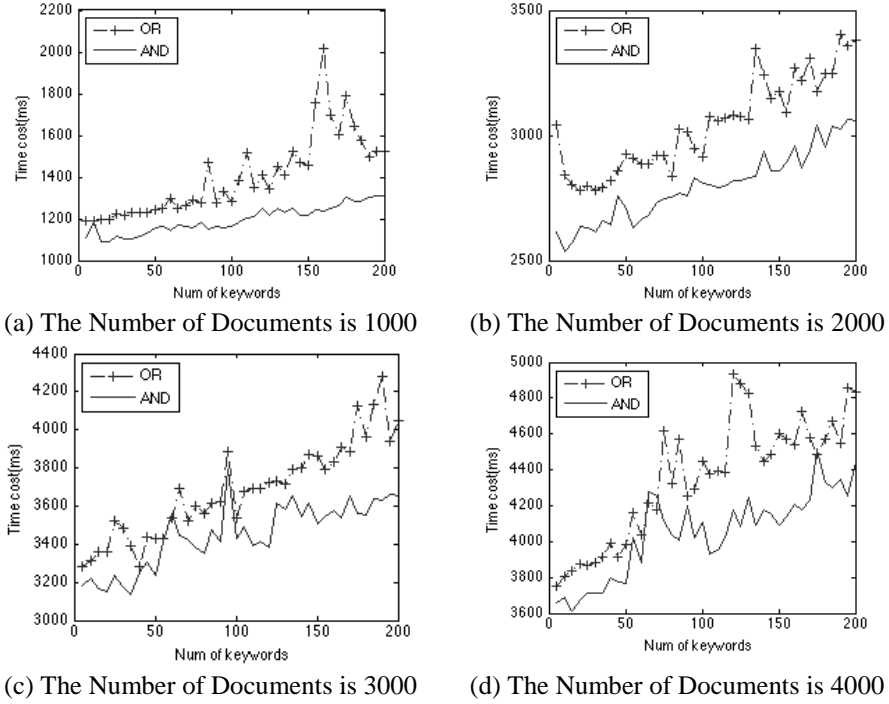 2200
2000
1800
1600
1400
1200
1000
0
50
100
150
200
Time cost(ms)
Num of keywords
OR
AND
(a) The Number of Documents is 1000
3500
3000
2500
0
50
100
150
200
Time cost(ms)
Num of keywords
OR
AND
(b) The Number of Documents is 2000
4400
4200
4000
3800
3600
3400
3200
3000
0
50
100
150
200
Time cost(ms)
Num of keywords
OR
AND
(c) The Number of Documents is 3000
5000
4800
4600
4400
4200
4000
3800
3600
0
50
100
150
200
Time cost(ms)
Num of keywords
OR
AND
(d) The Number of Documents is 4000